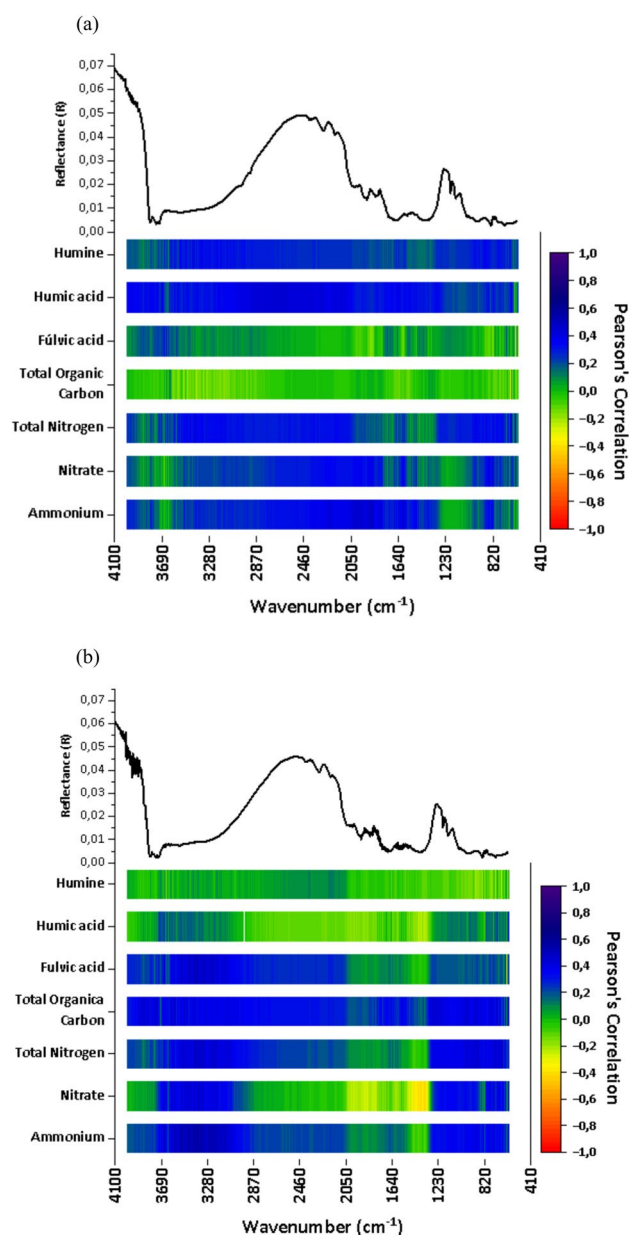 (a)
0,07
0,06
0,05
0,04
0,03
0,02
0,01
0,00
Reflectance (R)
Humine
Humic acid
Fúlvic acid
Total Organic
Carbon
Total Nitrogen
Nitrate
Ammonium
4100
3690
3280
2870
2460
2050
1640
1230
820
410
Wavenumber (cm⁻¹)
1,0
0,8
0,6
0,4
0,2
0,0
−0,2
−0,4
−0,6
−0,8
−1,0
Pearson's Correlation
(b)
0,07
0,06
0,05
0,04
0,03
0,02
0,01
0,00
Reflectance (R)
Humine
Humic acid
Fulvic acid
Total Organica
Carbon
Total Nitrogen
Nitrate
Ammonium
4100
3690
3280
2870
2460
2050
1640
1230
820
410
Wavenumber (cm⁻¹)
1,0
0,8
0,6
0,4
0,2
0,0
−0,2
−0,4
−0,6
−0,8
−1,0
Pearson's Correlation